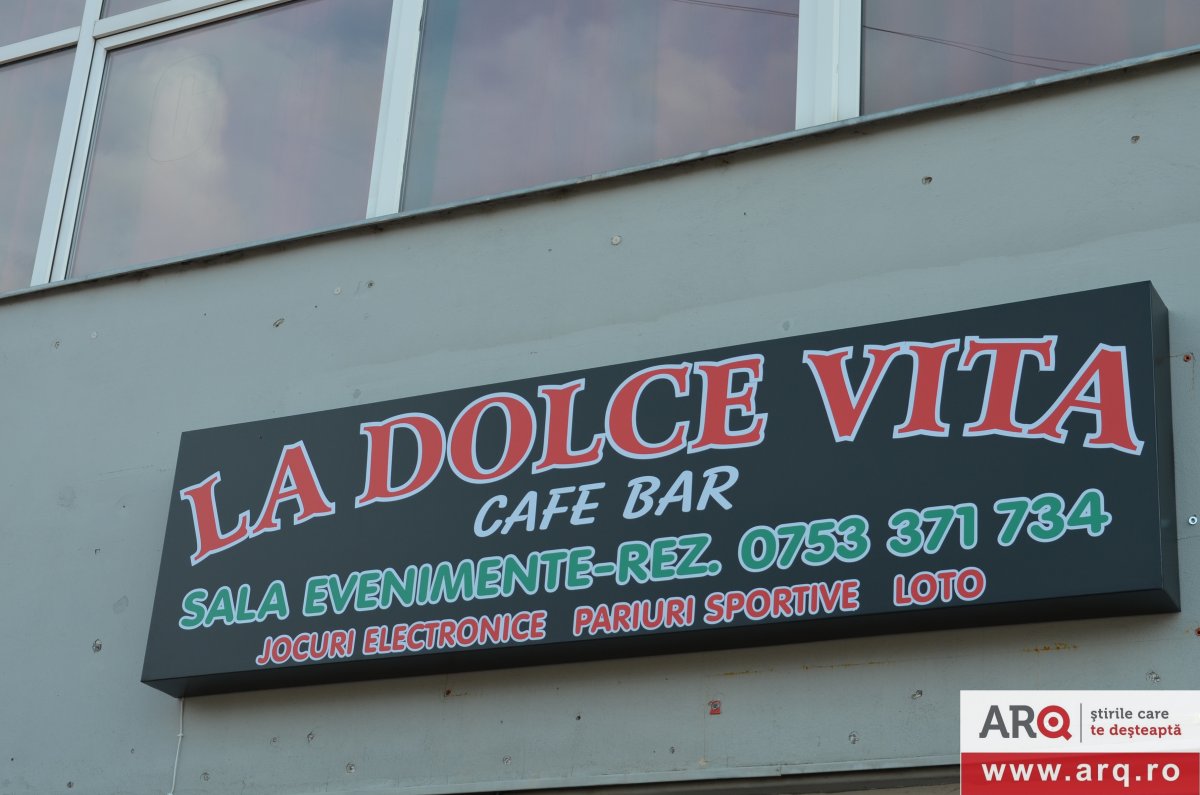 LA DOLCE VITA
CAFE BAR
SALA EVENIMENTE-REZ. 0753 371 734
JOCURI ELECTRONICE PARIURI SPORTIVE LOTO
ARQ
știrile care
te deșteaptă
www.arq.ro